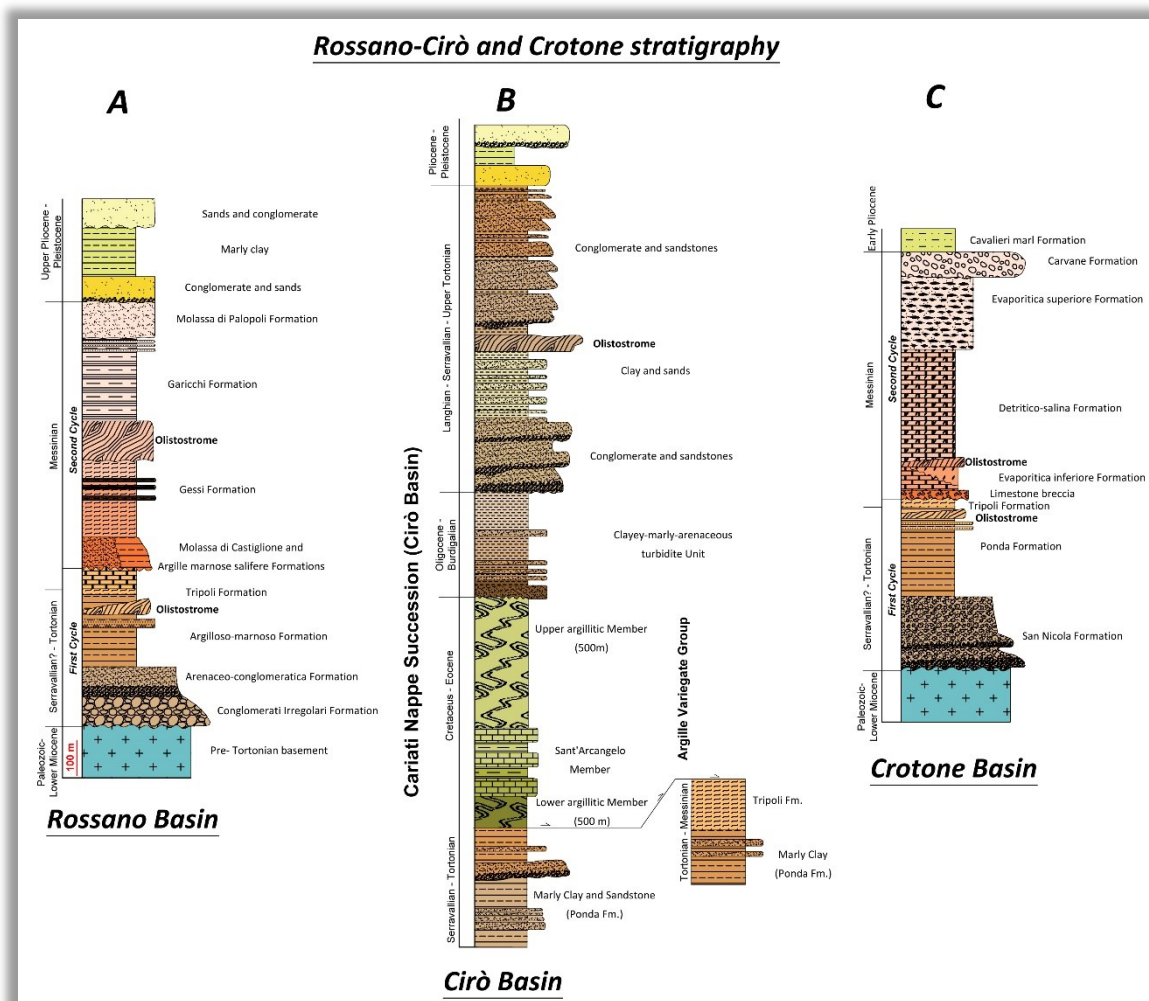 Rossano-Cirò and Crotone stratigraphy
A
Upper Pliocene -
Pleistocene
Messinian
Serravallian? - Tortonian
Paleozoic-
Lower Miocene
Second Cycle
First Cycle
100 m
Sands and conglomerate
Marly clay
Conglomerate and sands
Molassa di Palopoli Formation
Garicchi Formation
Olistostrome
Gessi Formation
Molassa di Castiglione and
Argille marnose salifere Formations
Tripoli Formation
Olistostrome
Argilloso-marnoso Formation
Arenaceo-conglomeratica Formation
Conglomerati Irregolari Formation
Pre- Tortonian basement
Rossano Basin
B
Cariati Nappe Succession (Cirò Basin)
Pliocene -
Pleistocene
Langhian - Serravallian - Upper Tortonian
Oligocene -
Burdigalian
Cretaceus - Eocene
Serravallian - Tortonian
Conglomerate and sandstones
Olistostrome
Clay and sands
Conglomerate and sandstones
Clayey-marly-arenaceous
turbidite Unit
Upper argillitic Member
(500m)
Sant'Arcangelo
Member
Lower argillitic Member
(500 m)
Marly Clay and Sandstone
(Ponda Fm.)
Argille Variegate Group
Tortonian - Messinian
Tripoli Fm.
Marly Clay
(Ponda Fm.)
Cirò Basin
C
Early Pliocene
Messinian
Serravallian? - Tortonian
Paleozoic-
Lower Miocene
Second Cycle
First Cycle
Cavalieri marl Formation
Carvane Formation
Evaporitica superiore Formation
Detritico-salina Formation
Olistostrome
Evaporitica inferiore Formation
Limestone breccia
Tripoli Formation
Olistostrome
Ponda Formation
San Nicola Formation
Crotone Basin